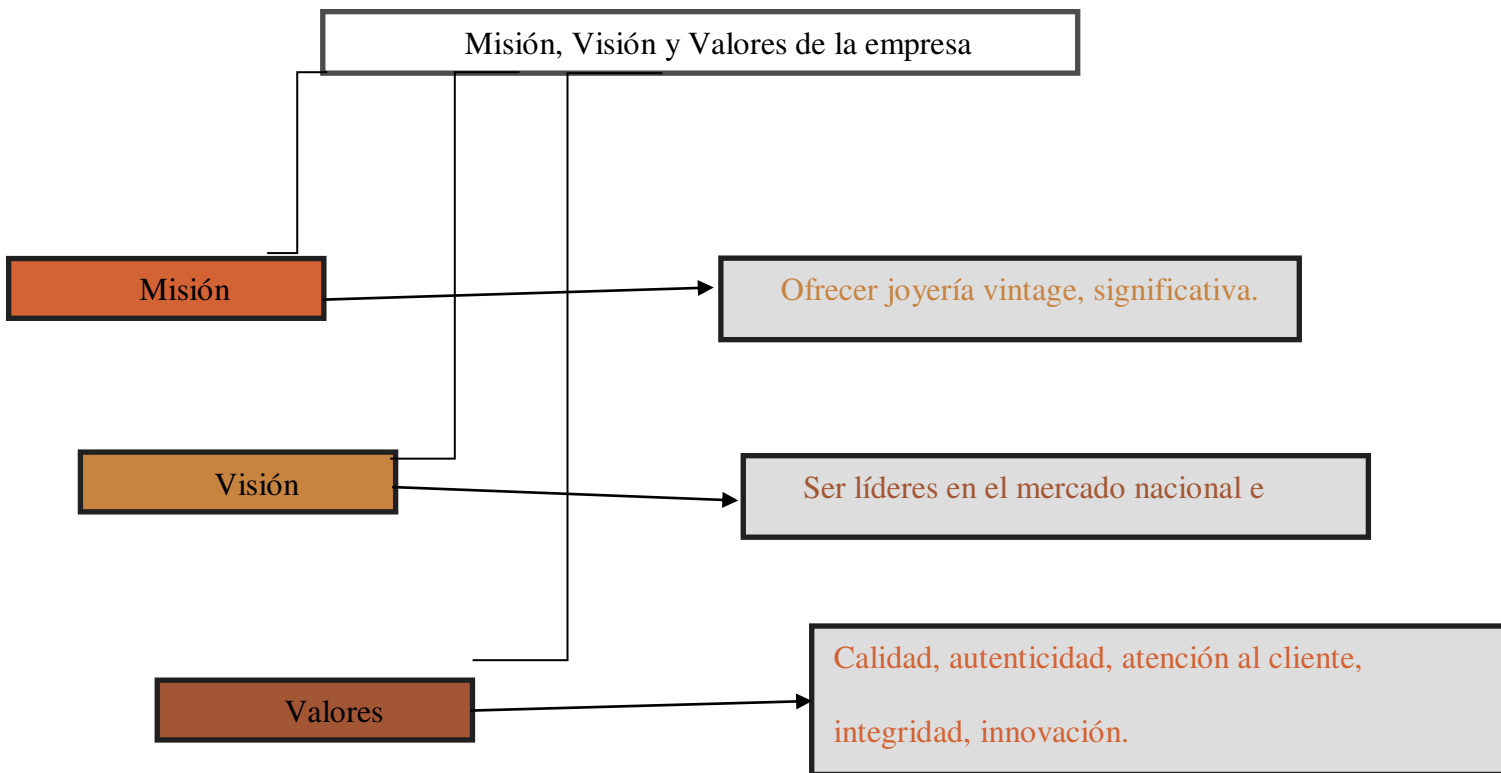 Misión, Visión y Valores de la empresa
Misión
Ofrecer joyería vintage, significativa.
Visión
Ser líderes en el mercado nacional e
Valores
Calidad, autenticidad, atención al cliente,
integridad, innovación.